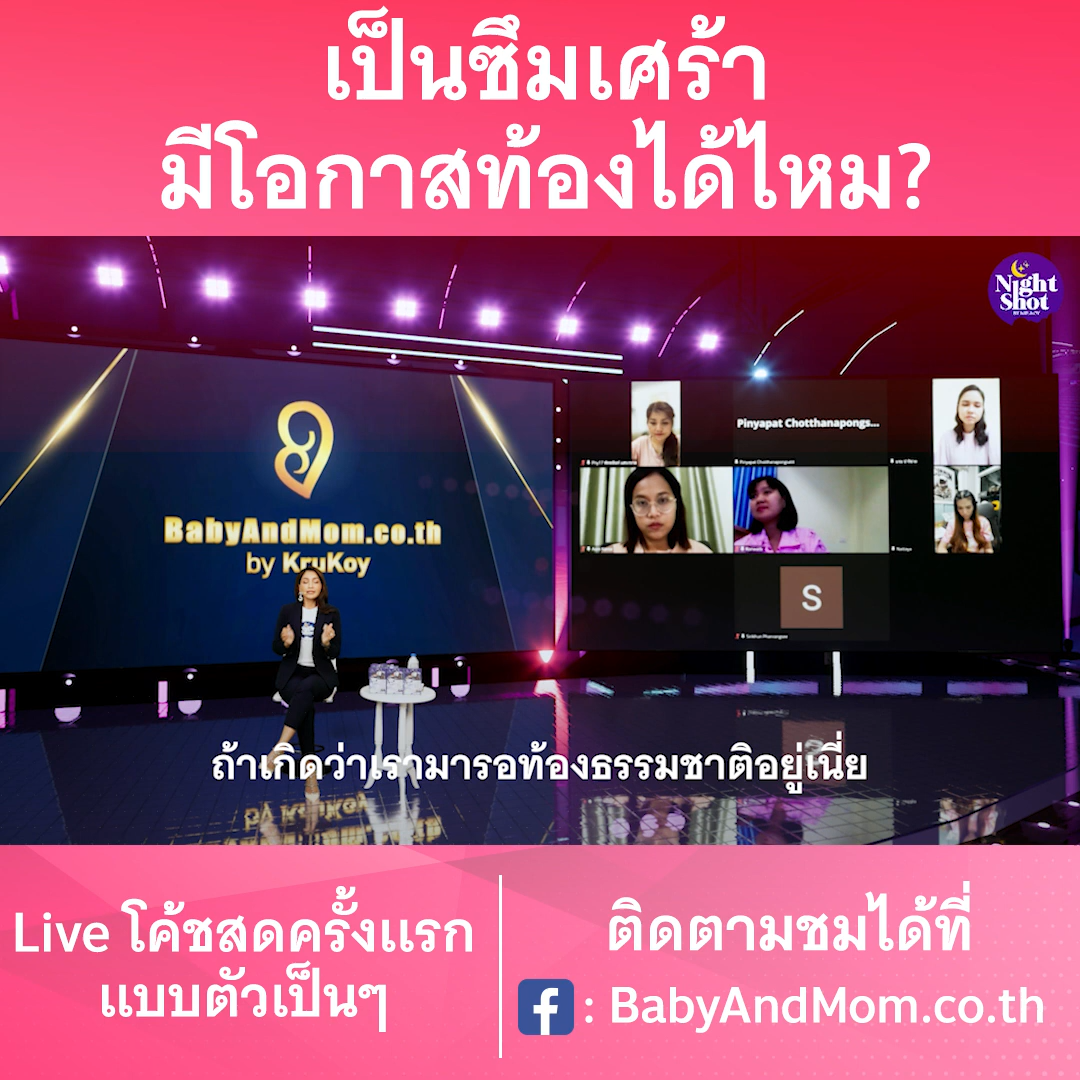 เป็นซึมเศร้า
มีโอกาสท้องได้ไหม?
Night
Shot
Pinyapat Chotthanapongs...
BabyAndMom.co.th
by KruKoy
S
ถ้าเกิดว่าเรามารอท้องธรรมชาติอยู่เนี่ย
Live โค้ชสดครั้งแรก
แบบตัวเป็นๆ
ติดตามชมได้ที่
f : BabyAndMom.co.th